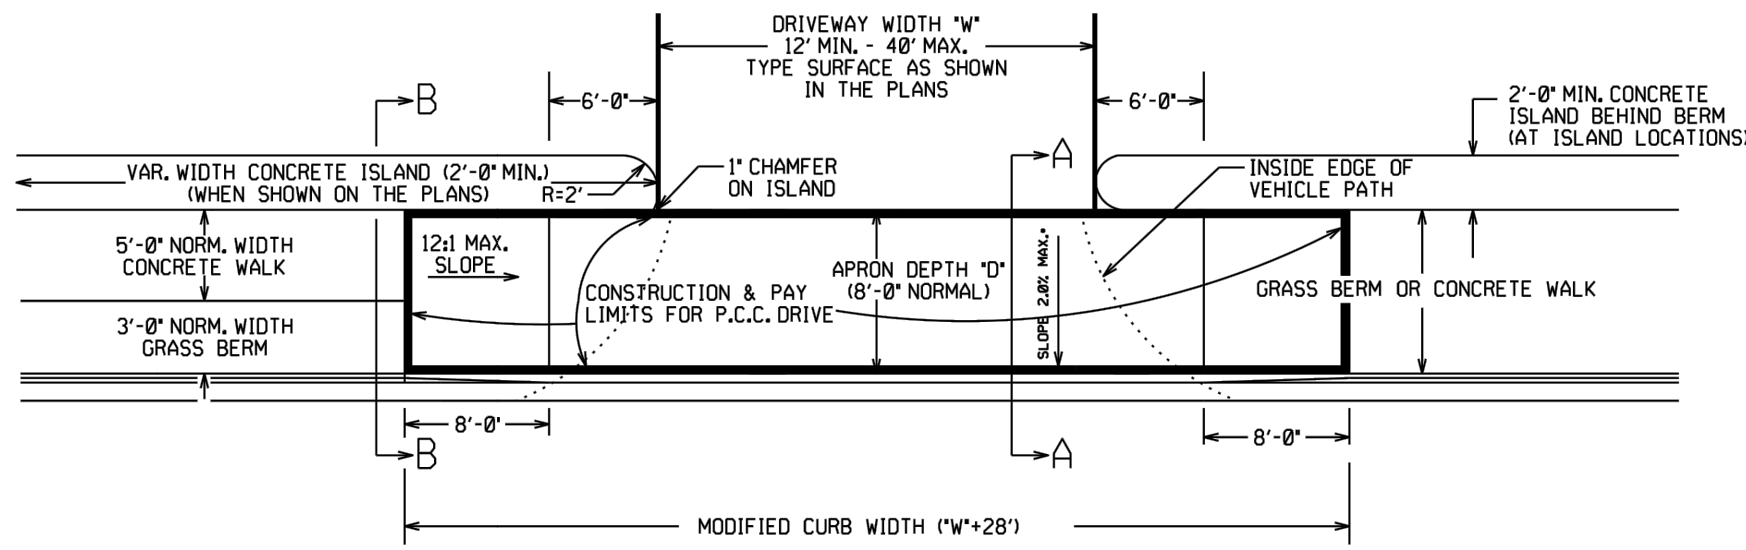 DRIVEWAY WIDTH "W"
12' MIN. - 40' MAX.
TYPE SURFACE AS SHOWN
IN THE PLANS
B
6'-0"
6'-0"
2'-0" MIN. CONCRETE
ISLAND BEHIND BERM
(AT ISLAND LOCATIONS)
A
VAR. WIDTH CONCRETE ISLAND (2'-0" MIN.)
(WHEN SHOWN ON THE PLANS)
R=2'
1" CHAMFER
ON ISLAND
INSIDE EDGE OF
VEHICLE PATH
5'-0" NORM. WIDTH
CONCRETE WALK
12:1 MAX.
SLOPE
CONSTRUCTION & PAY
LIMITS FOR P.C.C. DRIVE
APRON DEPTH "D"
(8'-0" NORMAL)
SLOPE 2.0% MAX.*
GRASS BERM OR CONCRETE WALK
3'-0" NORM. WIDTH
GRASS BERM
8'-0"
B
A
8'-0"
MODIFIED CURB WIDTH ("W"+28')